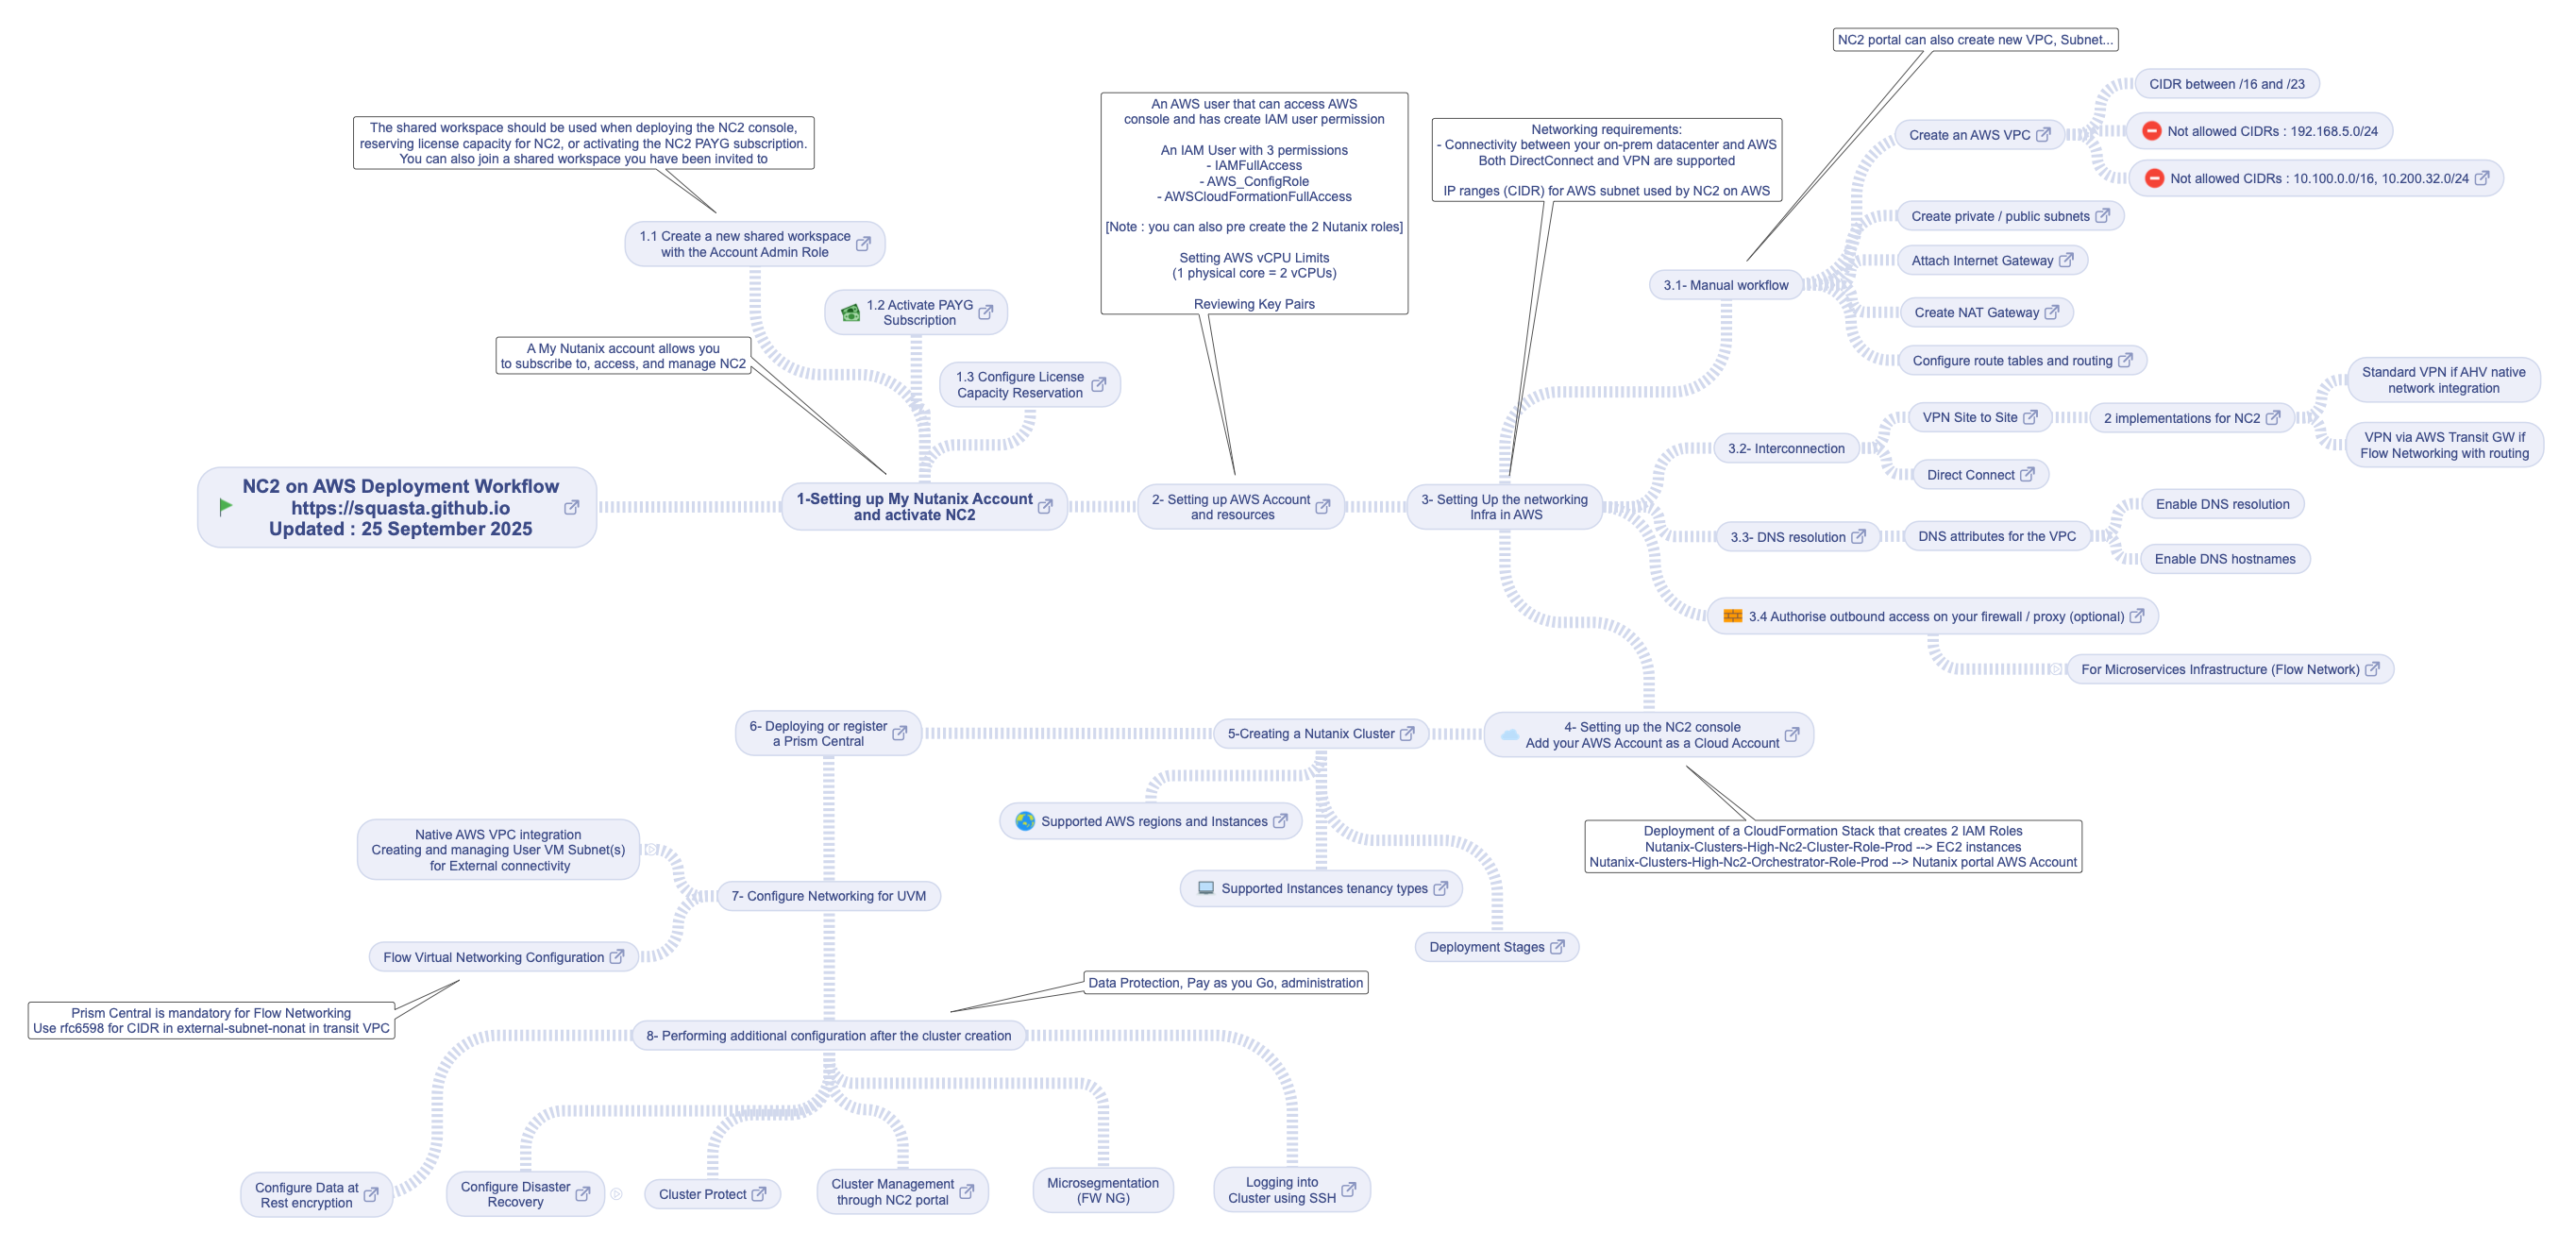 NC2 portal can also create new VPC, Subnet...
CIDR between /16 and /23
Not allowed CIDRs : 192.168.5.0/24
Not allowed CIDRs : 10.100.0.0/16, 10.200.32.0/24
Create an AWS VPC
Create private / public subnets
Attach Internet Gateway
Create NAT Gateway
Configure route tables and routing
3.1- Manual workflow
The shared workspace should be used when deploying the NC2 console,
reserving license capacity for NC2, or activating the NC2 PAYG subscription.
You can also join a shared workspace you have been invited to
1.1 Create a new shared workspace
with the Account Admin Role
1.2 Activate PAYG
Subscription
1.3 Configure License
Capacity Reservation
A My Nutanix account allows you
to subscribe to, access, and manage NC2
An AWS user that can access AWS
console and has create IAM user permission
An IAM User with 3 permissions
- IAMFullAccess
- AWS_ConfigRole
- AWSCloudFormationFullAccess
[Note : you can also pre create the 2 Nutanix roles]
Setting AWS vCPU Limits
(1 physical core = 2 vCPUs)
Reviewing Key Pairs
Networking requirements:
- Connectivity between your on-prem datacenter and AWS
Both DirectConnect and VPN are supported
IP ranges (CIDR) for AWS subnet used by NC2 on AWS
NC2 on AWS Deployment Workflow
https://squasta.github.io
Updated : 25 September 2025
1-Setting up My Nutanix Account
and activate NC2
2- Setting up AWS Account
and resources
3- Setting Up the networking
Infra in AWS
3.2- Interconnection
VPN Site to Site
2 implementations for NC2
Standard VPN if AHV native
network integration
VPN via AWS Transit GW if
Flow Networking with routing
Direct Connect
3.3- DNS resolution
DNS attributes for the VPC
Enable DNS resolution
Enable DNS hostnames
3.4 Authorise outbound access on your firewall / proxy (optional)
For Microservices Infrastructure (Flow Network)
4- Setting up the NC2 console
Add your AWS Account as a Cloud Account
Deployment of a CloudFormation Stack that creates 2 IAM Roles
Nutanix-Clusters-High-Nc2-Cluster-Role-Prod --> EC2 instances
Nutanix-Clusters-High-Nc2-Orchestrator-Role-Prod --> Nutanix portal AWS Account
5-Creating a Nutanix Cluster
Supported AWS regions and Instances
Supported Instances tenancy types
Deployment Stages
6- Deploying or register
a Prism Central
7- Configure Networking for UVM
Native AWS VPC integration
Creating and managing User VM Subnet(s)
for External connectivity
Flow Virtual Networking Configuration
Prism Central is mandatory for Flow Networking
Use rfc6598 for CIDR in external-subnet-nonat in transit VPC
Data Protection, Pay as you Go, administration
8- Performing additional configuration after the cluster creation
Configure Data at
Rest encryption
Configure Disaster
Recovery
Cluster Protect
Cluster Management
through NC2 portal
Microsegmentation
(FW NG)
Logging into
Cluster using SSH